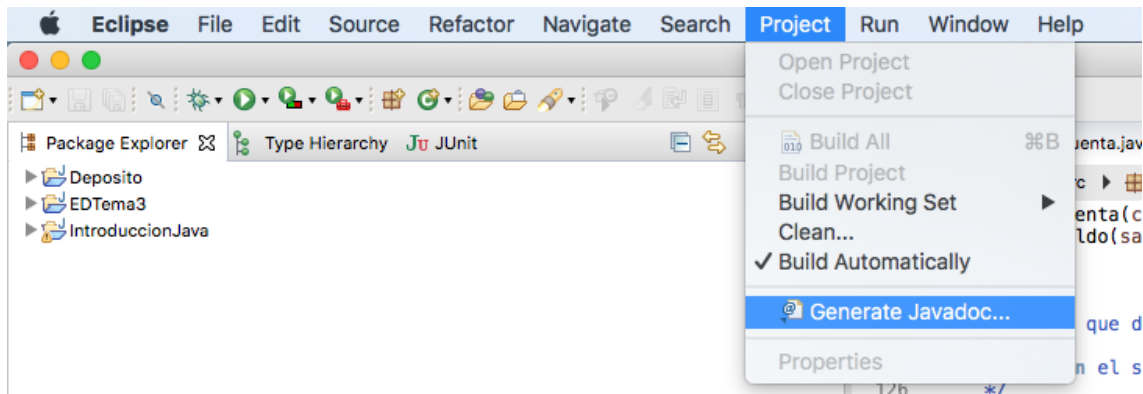 Eclipse File Edit Source Refactor Navigate Search Project Run Window Help
Open Project
Close Project
Build All ⌘B
Build Project
Build Working Set
Clean...
Build Automatically
Generate Javadoc...
Properties
Package Explorer Type Hierarchy JU JUnit
Deposito
EDTema3
IntroduccionJava
uenta.jav
rc
enta(c
ldo(sa
que d
n el s
126 */